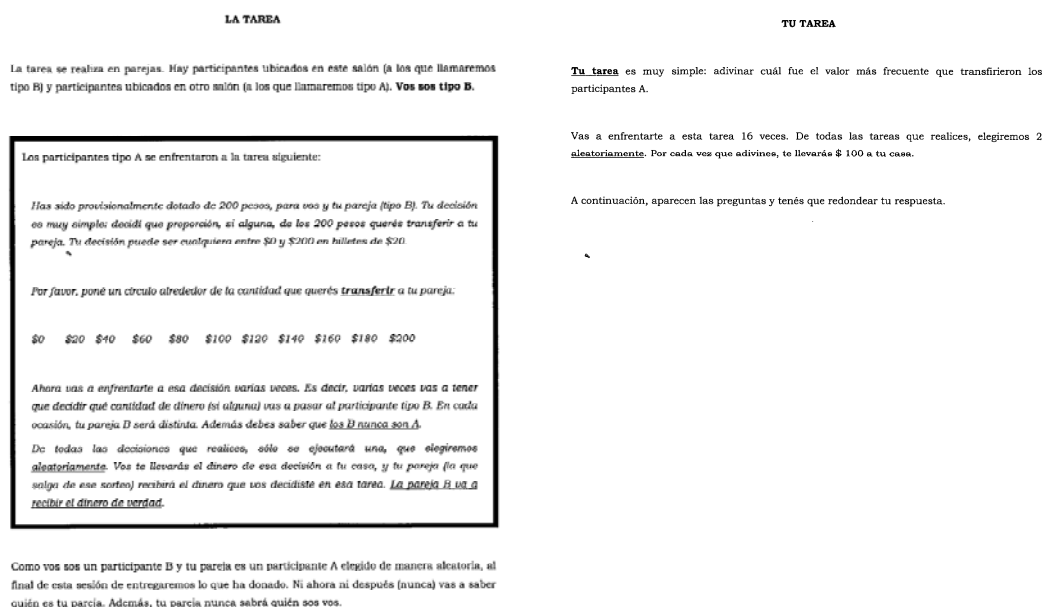 LA TAREA
La tarea se realiza en parejas. Hay participantes ubicados en este salón (a los que llamaremos
tipo B) y participantes ubicados en otro salón (a los que llamaremos tipo A). Vos sos tipo B.
Los participantes tipo A se enfrentaron a la tarea siguiente:
Has sido provisionalmente dotado de 200 pesos, para vos y tu pareja (tipo B). Tu decisión
es muy simple: decidí que proporción, si alguna, de los 200 pesos querés transferir a tu
pareja. Tu decisión puede ser cualquiera entre $0 y $200 en billetes de $20.
Por favor, poné un círculo alrededor de la cantidad que querés transferir a tu pareja:
$0 $20 $40 $60 $80 $100 $120 $140 $160 $180 $200
Ahora vas a enfrentarte a esa decisión varias veces. Es decir, varias veces vas a tener
que decidir qué cantidad de dinero (si alguna) vas a pasar al participante tipo B. En cada
ocasión, tu pareja B será distinta. Además debes saber que los B nunca son A.
De todas las decisiones que realices, sólo se ejecutará una, que elegiremos
aleatoriamente. Vos te llevarás el dinero de esa decisión a tu casa, y tu pareja (la que
salga de ese sorteo) recibirá el dinero que vos decidiste en esa tarea. La pareja B va a
recibir el dinero de verdad.
Como vos sos un participante B y tu pareja es un participante A elegido de manera aleatoria, al
final de esta sesión de entregaremos lo que ha donado. Ni ahora ni después (nunca) vas a saber
quién es tu pareja. Además, tu pareja nunca sabrá quién sos vos.
TU TAREA
Tu tarea es muy simple: adivinar cuál fue el valor más frecuente que transfirieron los
participantes A.
Vas a enfrentarte a esta tarea 16 veces. De todas las tareas que realices, elegiremos 2
aleatoriamente. Por cada vez que adivines, te llevarás $ 100 a tu casa.
A continuación, aparecen las preguntas y tenés que redondear tu respuesta.